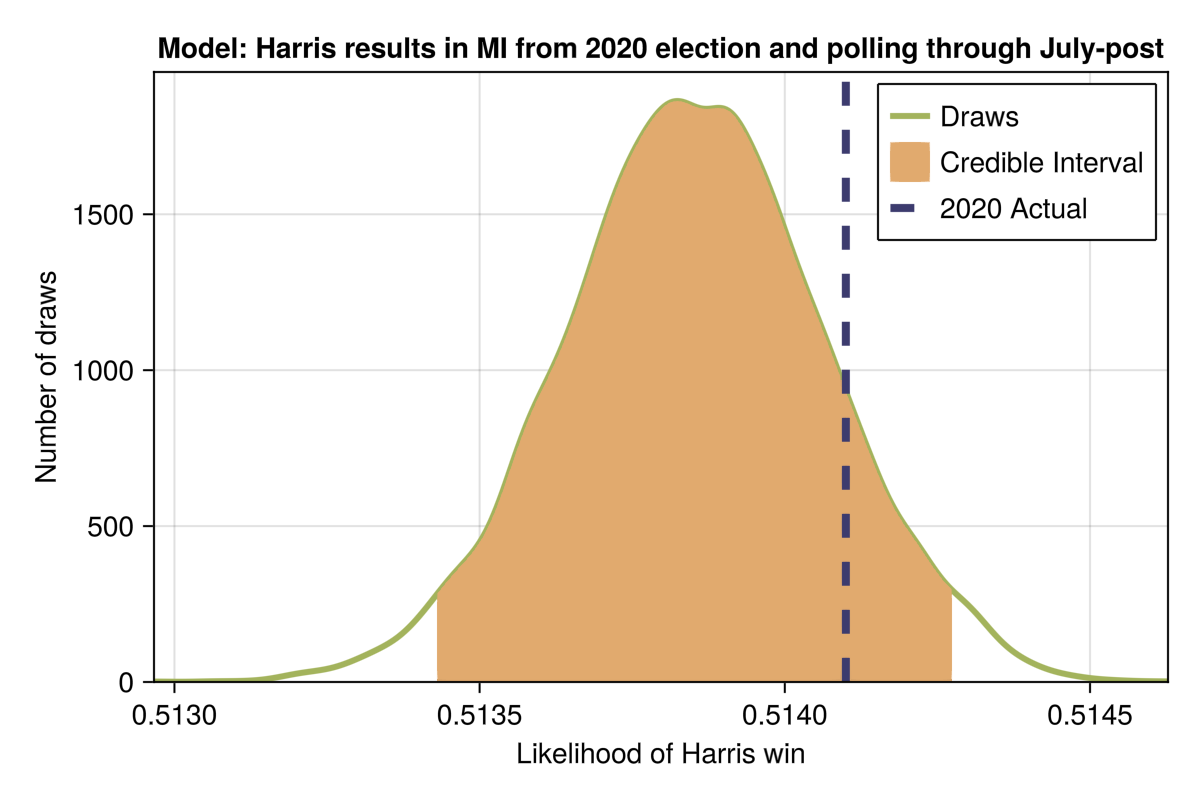 Model: Harris results in MI from 2020 election and polling through July-post
Draws
Credible Interval
2020 Actual
Number of draws
1500
1000
500
0
0.5130
0.5135
0.5140
0.5145
Likelihood of Harris win